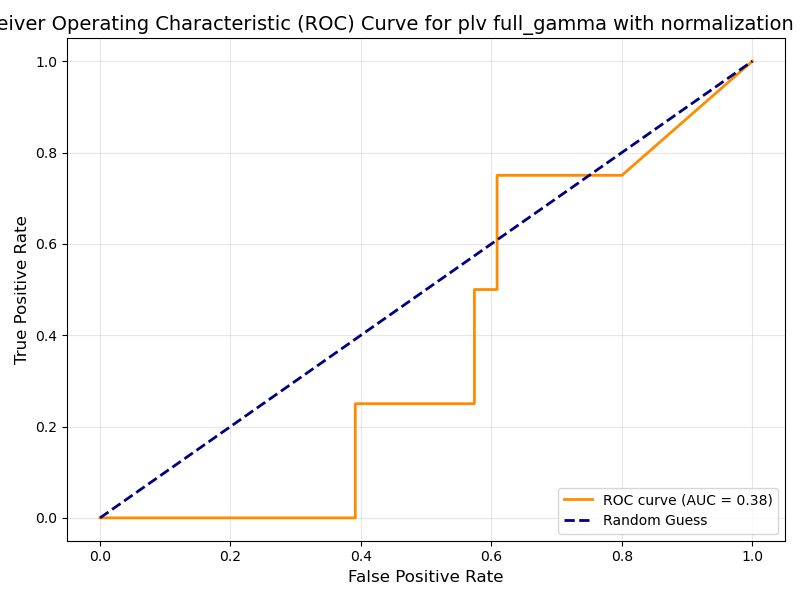 eiver Operating Characteristic (ROC) Curve for plv full_gamma with normalization
1.0
0.8
0.6
0.4
0.2
0.0
True Positive Rate
0.0 0.2 0.4 0.6 0.8 1.0
False Positive Rate
ROC curve (AUC = 0.38)
Random Guess